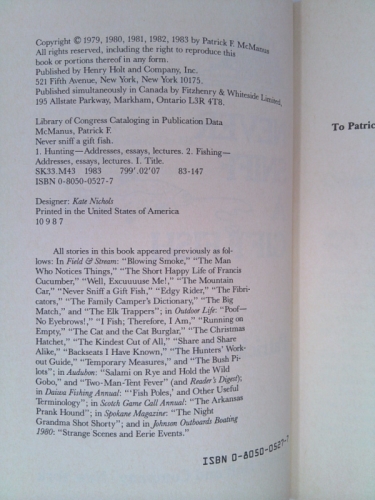 Copyright © 1979, 1980, 1981, 1982, 1983 by Patrick F. McManus
All rights reserved, including the right to reproduce this
book or portions thereof in any form.
Published by Henry Holt and Company, Inc.
521 Fifth Avenue, New York, New York 10175.
Published simultaneously in Canada by Fitzhenry & Whiteside Limited,
195 Allstate Parkway, Markham, Ontario L3R 4T8.
Library of Congress Cataloging in Publication Data
McManus, Patrick F.
Never sniff a gift fish.
1. Hunting—Addresses, essays, lectures. 2. Fishing—
Addresses, essays, lectures. I. Title.
SK33.M43 1983 799'.02'07 83-147
ISBN 0-8050-0527-7
Designer: Kate Nichols
Printed in the United States of America
10 9 8 7
All stories in this book appeared previously as fol-
lows: In Field & Stream: "Blowing Smoke," "The Man
Who Notices Things," "The Short Happy Life of Francis
Cucumber," "Well, Excuuuuse Me!," "The Mountain
Car," "Never Sniff a Gift Fish," "Edgy Rider," "The Fibri-
cators," "The Family Camper's Dictionary," "The Big
Match," and "The Elk Trappers"; in Outdoor Life: "Poof—
No Eyebrows!," "I Fish; Therefore, I Am," "Running on
Empty," "The Cat and the Cat Burglar," "The Christmas
Hatchet," "The Kindest Cut of All," "Share and Share
Alike," "Backseats I Have Known," "The Hunters' Work-
out Guide," "Temporary Measures," and "The Bush Pi-
lots"; in Audubon: "Salami on Rye and Hold the Wild
Gobo," and "Two-Man-Tent Fever" (and Reader's Digest);
in Daiwa Fishing Annual: "'Fish Poles,' and Other Useful
Terminology"; in Scotch Game Call Annual: "The Arkansas
Prank Hound"; in Spokane Magazine: "The Night
Grandma Shot Shorty"; and in Johnson Outboards Boating
1980: "Strange Scenes and Eerie Events."
ISBN 0-8050-0527-7
To Patric